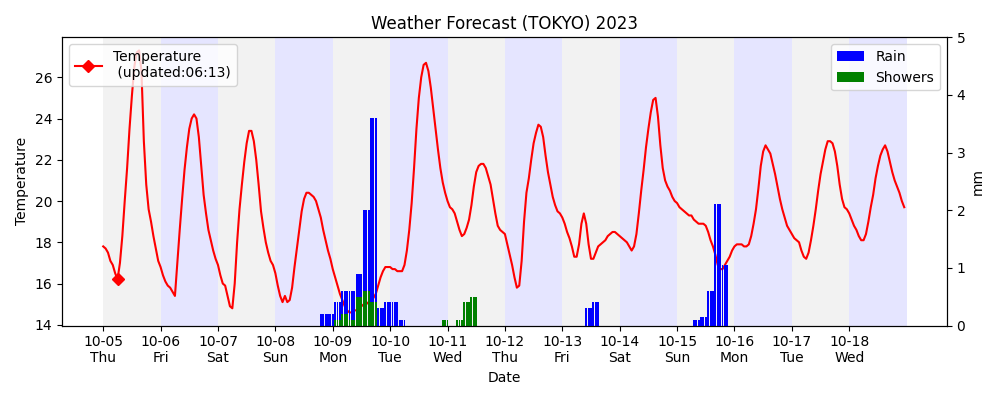 Weather Forecast (TOKYO) 2023
Temperature
(updated:06:13)
Rain
Showers
Temperature
26
24
22
20
18
16
14
5
4
3
2
1
0
mm
10-05 10-06 10-07 10-08 10-09 10-10 10-11 10-12 10-13 10-14 10-15 10-16 10-17 10-18
Thu Fri Sat Sun Mon Tue Wed Thu Fri Sat Sun Mon Tue Wed
Date